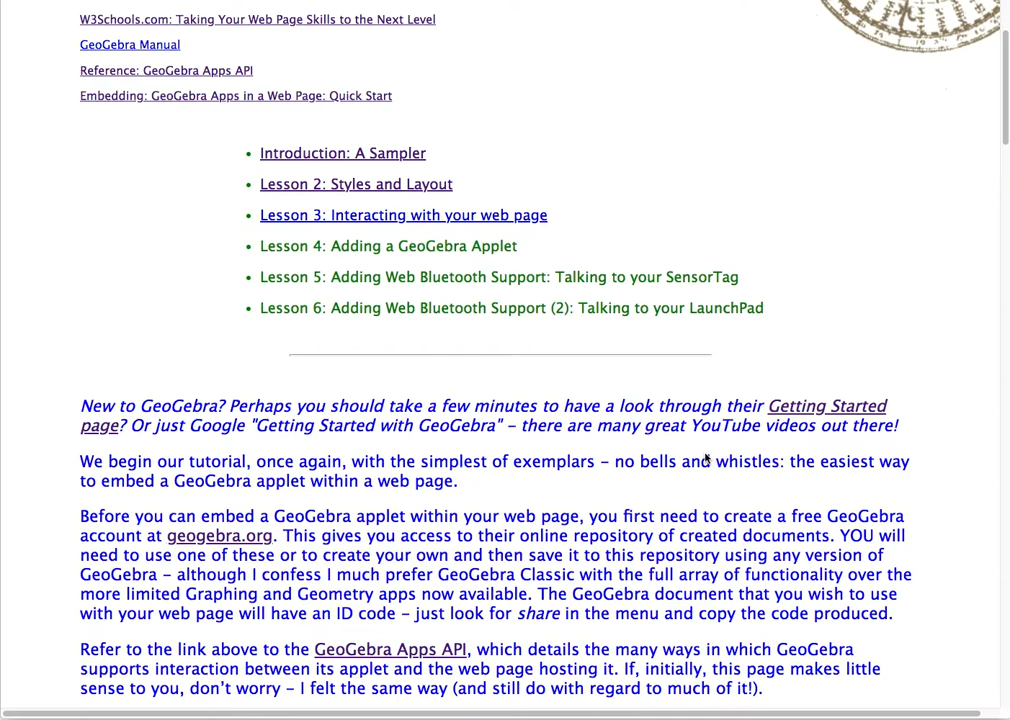 W3Schools.com: Taking Your Web Page Skills to the Next Level
GeoGebra Manual
Reference: GeoGebra Apps API
Embedding: GeoGebra Apps in a Web Page: Quick Start
• Introduction: A Sampler
• Lesson 2: Styles and Layout
• Lesson 3: Interacting with your web page
• Lesson 4: Adding a GeoGebra Applet
• Lesson 5: Adding Web Bluetooth Support: Talking to your SensorTag
• Lesson 6: Adding Web Bluetooth Support (2): Talking to your LaunchPad
New to GeoGebra? Perhaps you should take a few minutes to have a look through their Getting Started
page? Or just Google "Getting Started with GeoGebra" – there are many great YouTube videos out there!
We begin our tutorial, once again, with the simplest of exemplars – no bells and whistles: the easiest way
to embed a GeoGebra applet within a web page.
Before you can embed a GeoGebra applet within your web page, you first need to create a free GeoGebra
account at geogebra.org. This gives you access to their online repository of created documents. YOU will
need to use one of these or to create your own and then save it to this repository using any version of
GeoGebra – although I confess I much prefer GeoGebra Classic with the full array of functionality over the
more limited Graphing and Geometry apps now available. The GeoGebra document that you wish to use
with your web page will have an ID code – just look for share in the menu and copy the code produced.
Refer to the link above to the GeoGebra Apps API, which details the many ways in which GeoGebra
supports interaction between its applet and the web page hosting it. If, initially, this page makes little
sense to you, don’t worry – I felt the same way (and still do with regard to much of it!).